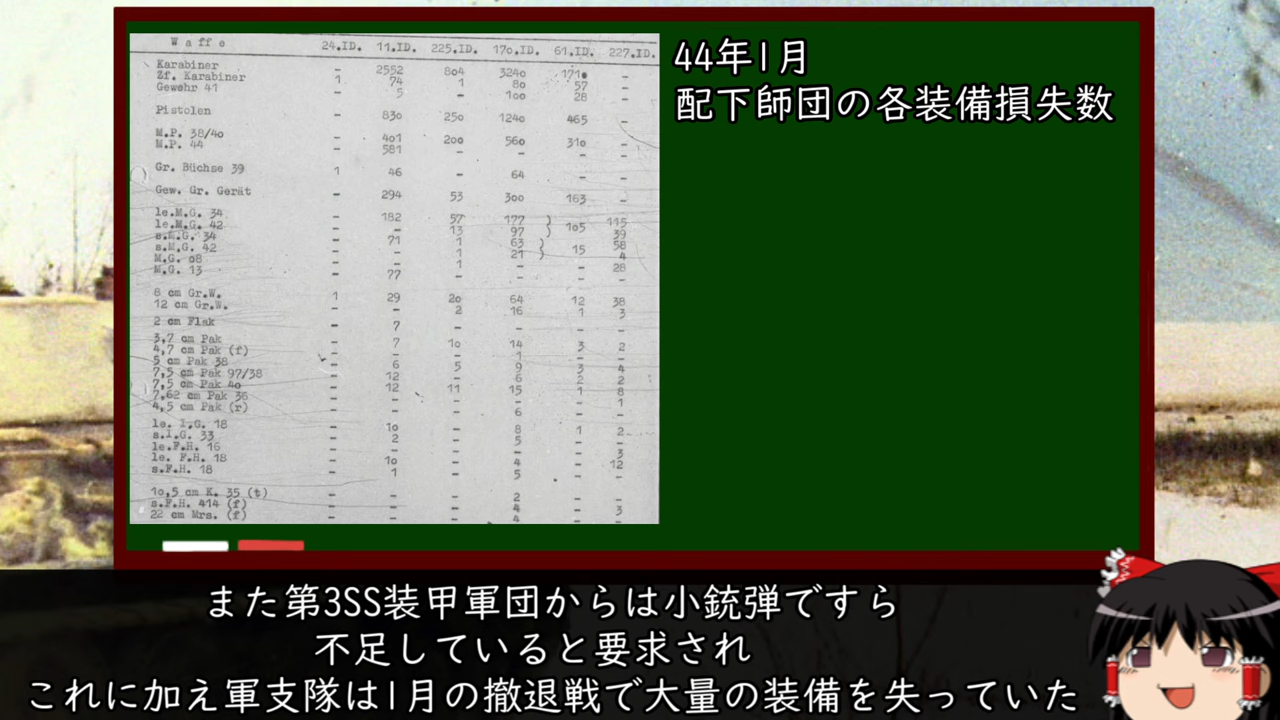 Waffe 24.ID. 11.ID. 225.ID. 170.ID. 61.ID. 227.ID.
Karabiner - 2552 804 3240 171 -
Zf. Karabiner 1 74 1 80 57 -
Gewehr 41 - 5 - 100 28 -
Pistolen - 830 250 1240 465 -
M.P. 38/40 - 401 200 560 310 -
M.P. 44 - 581 - - - -
Gr. Büchse 39 1 46 - 64 - -
Gew. Gr. Gerät - 294 53 300 163 -
le.M.G. 34 - 182 57 177 } 105 115
le.M.G. 42 - - 13 97 39
s.M.G. 34 - 71 1 63 } 15 58
s.M.G. 42 - - 1 21 4
M.G. 08 - - 1 - - 28
M.G. 13 - 77 - - - -
8 cm Gr.W. 1 29 20 64 12 38
12 cm Gr.W. - - 2 16 1 3
2 cm Flak - 7 - - - -
3,7 cm Pak - 7 10 14 3 2
4,7 cm Pak (f) - - - 1 - -
5 cm Pak 38 - 6 5 9 3 4
7,5 cm Pak 97/38 - 12 - 6 2 2
7,5 cm Pak 40 - 12 11 15 1 8
7,62 cm Pak 36 - - - - - 1
4,5 cm Pak (r) - - - 6 - -
le. I.G. 18 - 10 - 8 1 2
s.I.G. 33 - 2 - 5 - -
le.F.H. 16 - - - - - 3
le. F.H. 18 - 10 - 4 - 12
s.F.H. 18 - 1 - 5 - -
10,5 cm K. 35 (t) - - - 2 - -
s.F.H. 414 (f) - - - 4 - 3
22 cm Mrs. (f) - - - 4 - -
44年1月
配下師団の各装備損失数
また第3SS装甲軍団からは小銃弾ですら
不足していると要求され
これに加え軍支隊は1月の撤退戦で大量の装備を失っていた